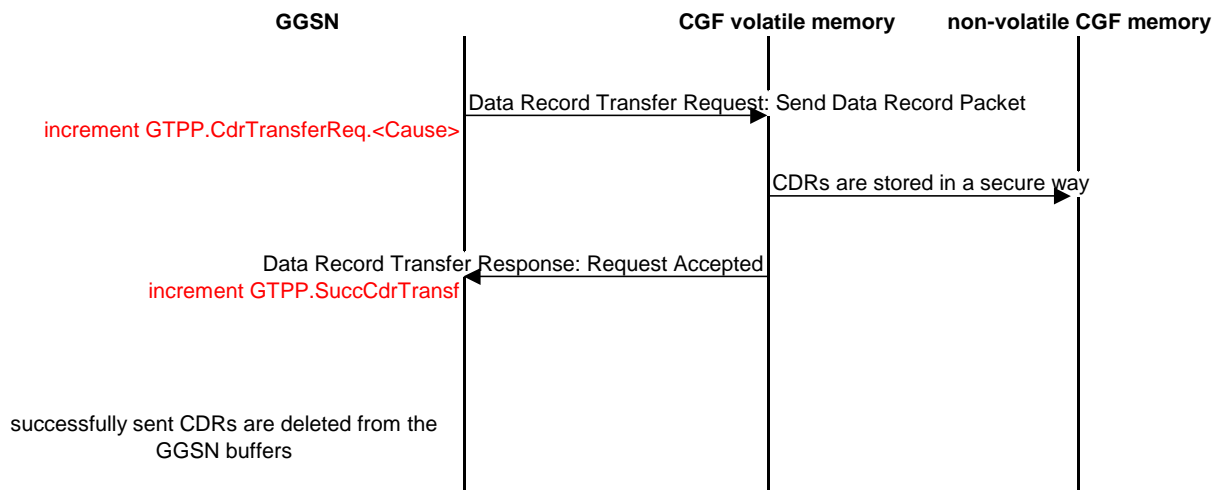 GGSN
CGF volatile memory
non-volatile CGF memory
Data Record Transfer Request: Send Data Record Packet
increment GTPP.CdrTransferReq.<Cause>
CDRs are stored in a secure way
Data Record Transfer Response: Request Accepted
increment GTPP.SuccCdrTransf
successfully sent CDRs are deleted from the
GGSN buffers